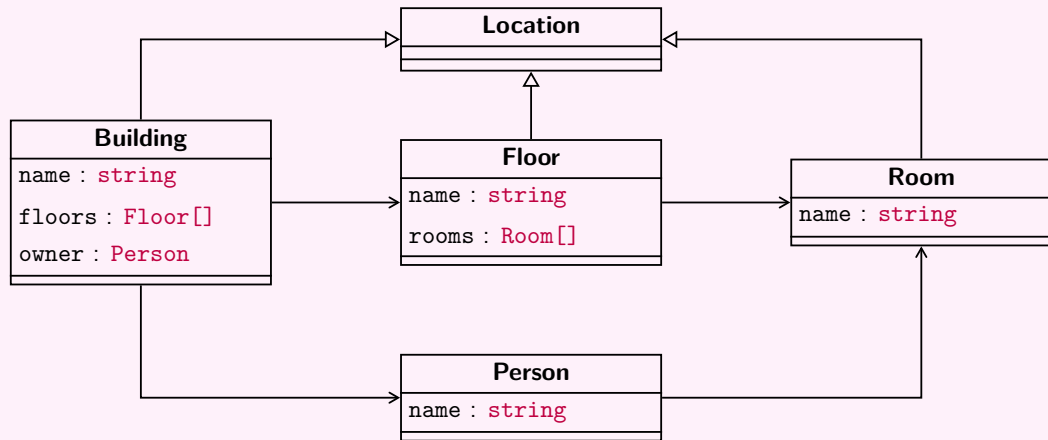 Location
Building
name : string
floors : Floor[]
owner : Person
Floor
name : string
rooms : Room[]
Room
name : string
Person
name : string